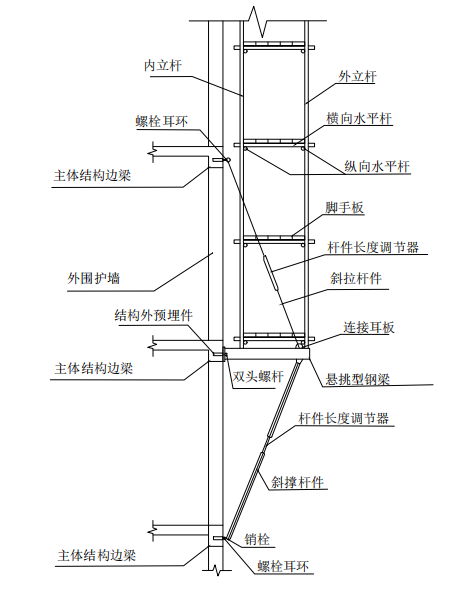 内立杆
外立杆
螺栓耳环
横向水平杆
主体结构边梁
纵向水平杆
脚手板
杆件长度调节器
外围护墙
斜拉杆件
结构外预埋件
连接耳板
主体结构边梁
双头螺杆
悬挑型钢梁
杆件长度调节器
斜撑杆件
销栓
主体结构边梁
螺栓耳环